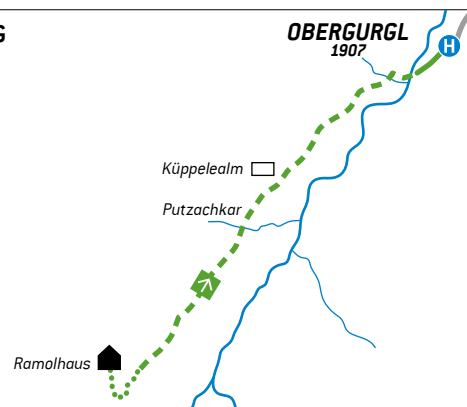 G
OBERGURGL
1907
H
Küppelealm
Putzachkar
Ramolhaus